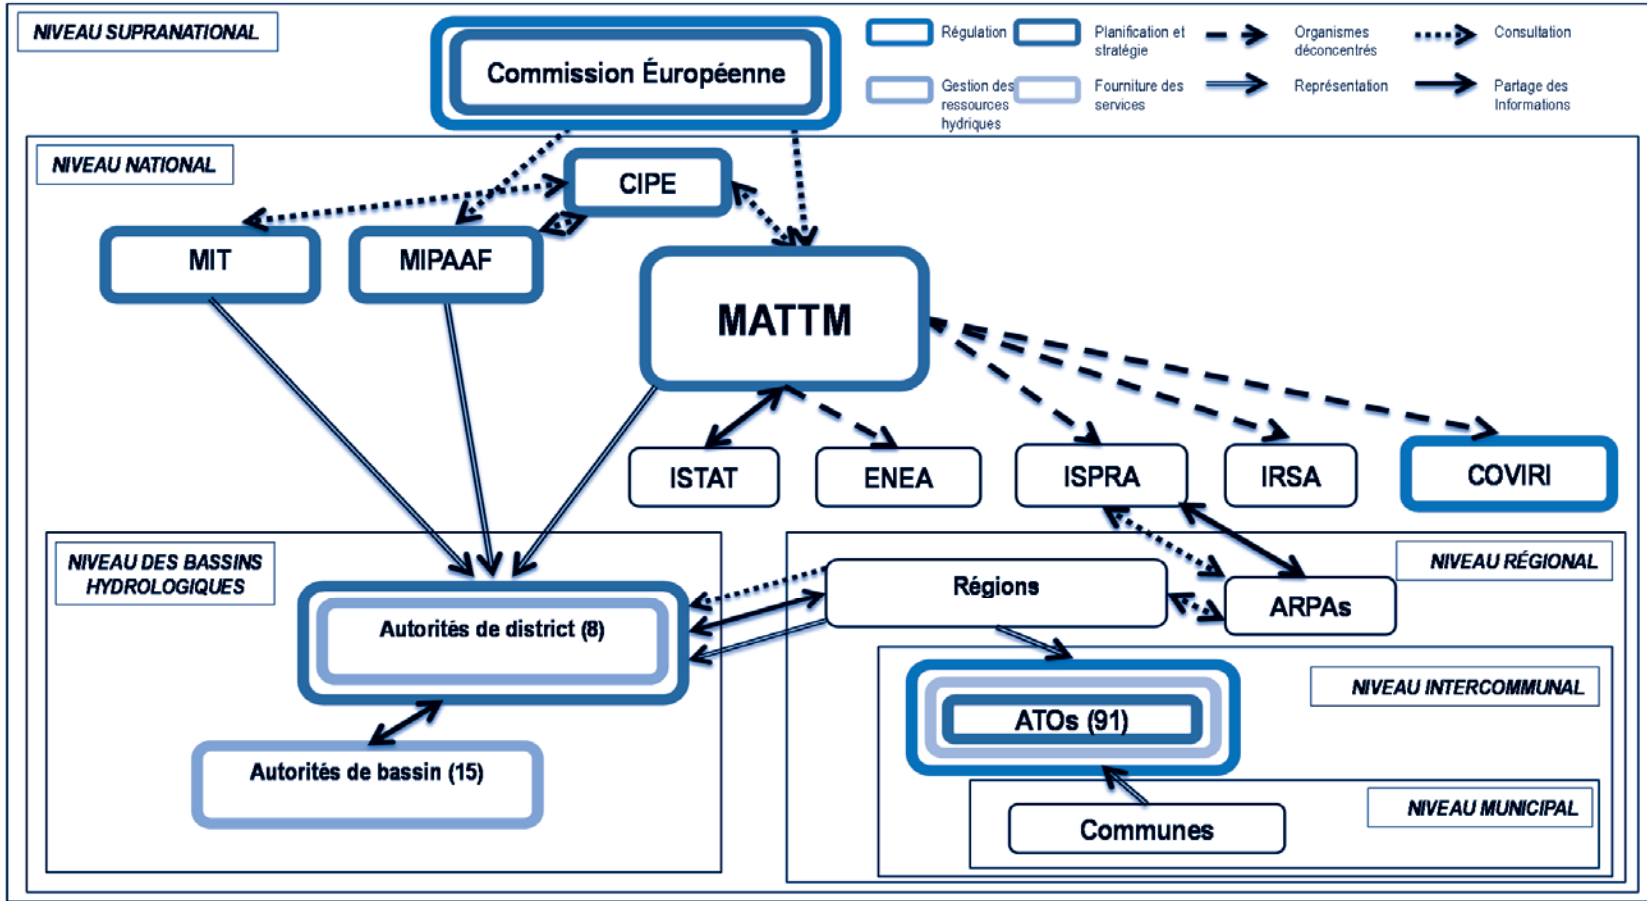 NIVEAU SUPRANATIONAL
Commission Éuropéenne
Régulation
Planification et
stratégie
Organismes
déconcentrés
Consultation
Gestion des
ressources
hydriques
Fourniture des
services
Représentation
Partage des
Informations
NIVEAU NATIONAL
CIPE
MIT
MIPAAF
MATTM
ISTAT
ENEA
ISPRA
IRSA
COVIRI
NIVEAU DES BASSINS
HYDROLOGIQUES
NIVEAU RÉGIONAL
Régions
ARPAs
Autorités de district (8)
NIVEAU INTERCOMMUNAL
ATOs (91)
Autorités de bassin (15)
NIVEAU MUNICIPAL
Communes